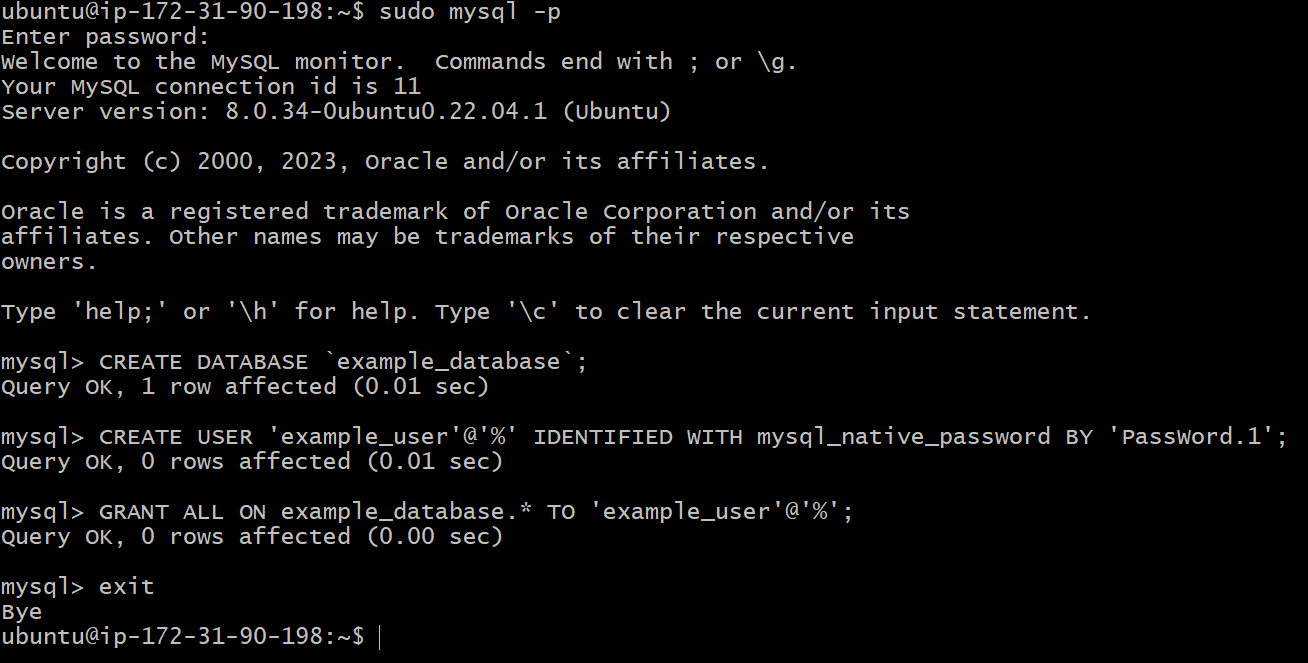 ubuntu@ip-172-31-90-198:~$ sudo mysql -p
Enter password:
Welcome to the MySQL monitor.  Commands end with ; or \g.
Your MySQL connection id is 11
Server version: 8.0.34-0ubuntu0.22.04.1 (Ubuntu)

Copyright (c) 2000, 2023, Oracle and/or its affiliates.

Oracle is a registered trademark of Oracle Corporation and/or its
affiliates. Other names may be trademarks of their respective
owners.

Type 'help;' or '\h' for help. Type '\c' to clear the current input statement.

mysql> CREATE DATABASE `example_database`;
Query OK, 1 row affected (0.01 sec)

mysql> CREATE USER 'example_user'@'%' IDENTIFIED WITH mysql_native_password BY 'PassWord.1';
Query OK, 0 rows affected (0.01 sec)

mysql> GRANT ALL ON example_database.* TO 'example_user'@'%';
Query OK, 0 rows affected (0.00 sec)

mysql> exit
Bye
ubuntu@ip-172-31-90-198:~$